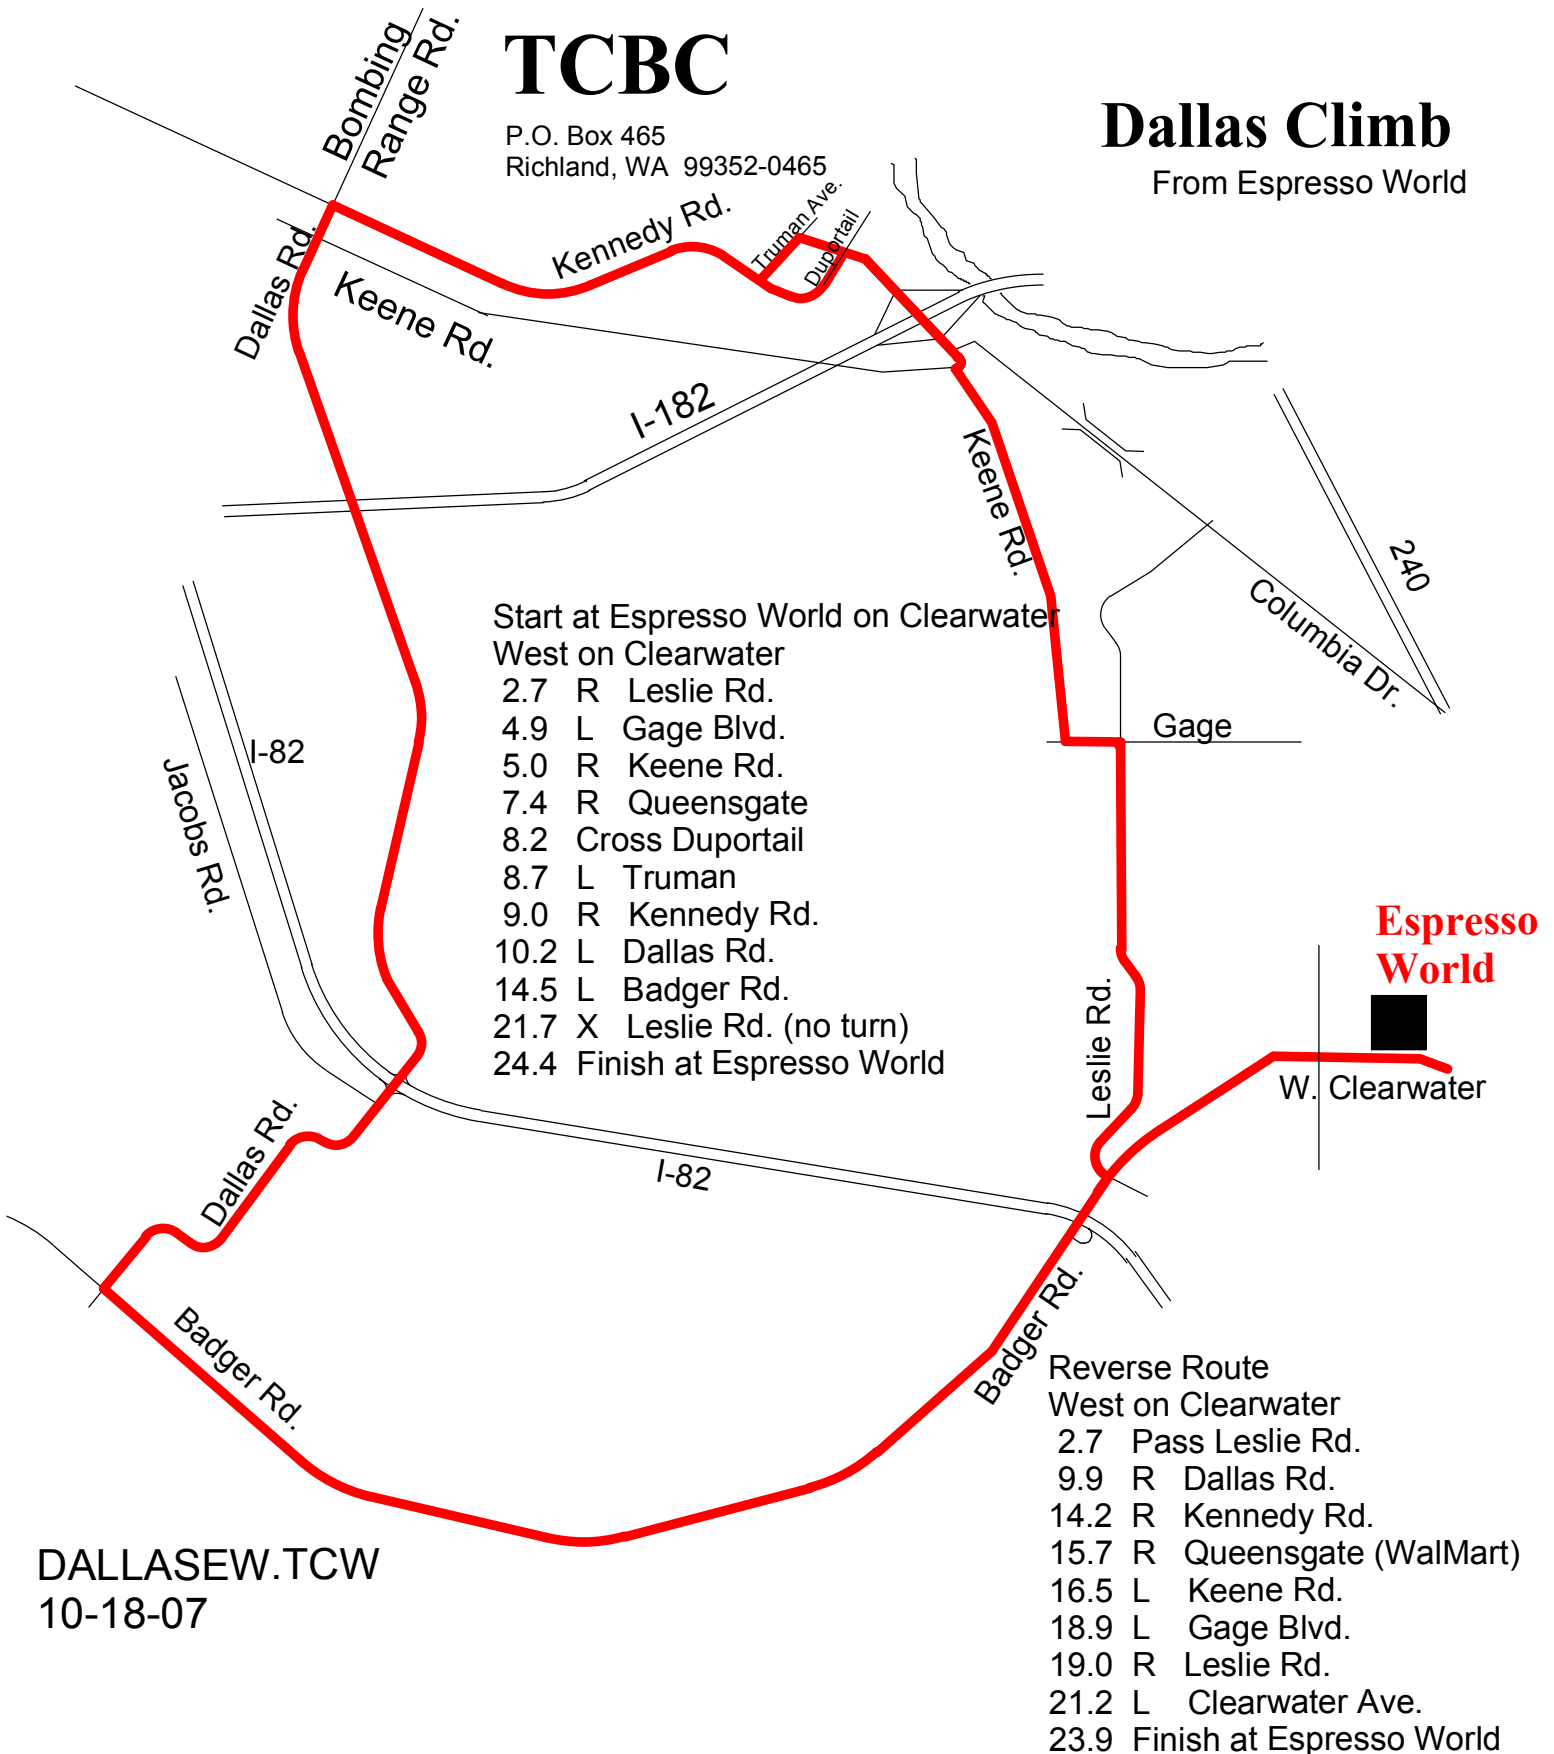 TCBC
P.O. Box 465
Richland, WA 99352-0465
Dallas Climb
From Espresso World
Bombing
Range Rd.
Dallas Rd.
Keene Rd.
Kennedy Rd.
Truman Ave.
Duportail
I-182
Keene Rd.
240
Columbia Dr.
Gage
I-82
Jacobs Rd.
Start at Espresso World on Clearwater
West on Clearwater
2.7 R Leslie Rd.
4.9 L Gage Blvd.
5.0 R Keene Rd.
7.4 R Queensgate
8.2 Cross Duportail
8.7 L Truman
9.0 R Kennedy Rd.
10.2 L Dallas Rd.
14.5 L Badger Rd.
21.7 X Leslie Rd. (no turn)
24.4 Finish at Espresso World
Espresso
World
Leslie Rd.
W. Clearwater
Dallas Rd.
I-82
Badger Rd.
Badger Rd.
Reverse Route
West on Clearwater
2.7 Pass Leslie Rd.
9.9 R Dallas Rd.
14.2 R Kennedy Rd.
15.7 R Queensgate (WalMart)
16.5 L Keene Rd.
18.9 L Gage Blvd.
19.0 R Leslie Rd.
21.2 L Clearwater Ave.
23.9 Finish at Espresso World
DALLASEW.TCW
10-18-07